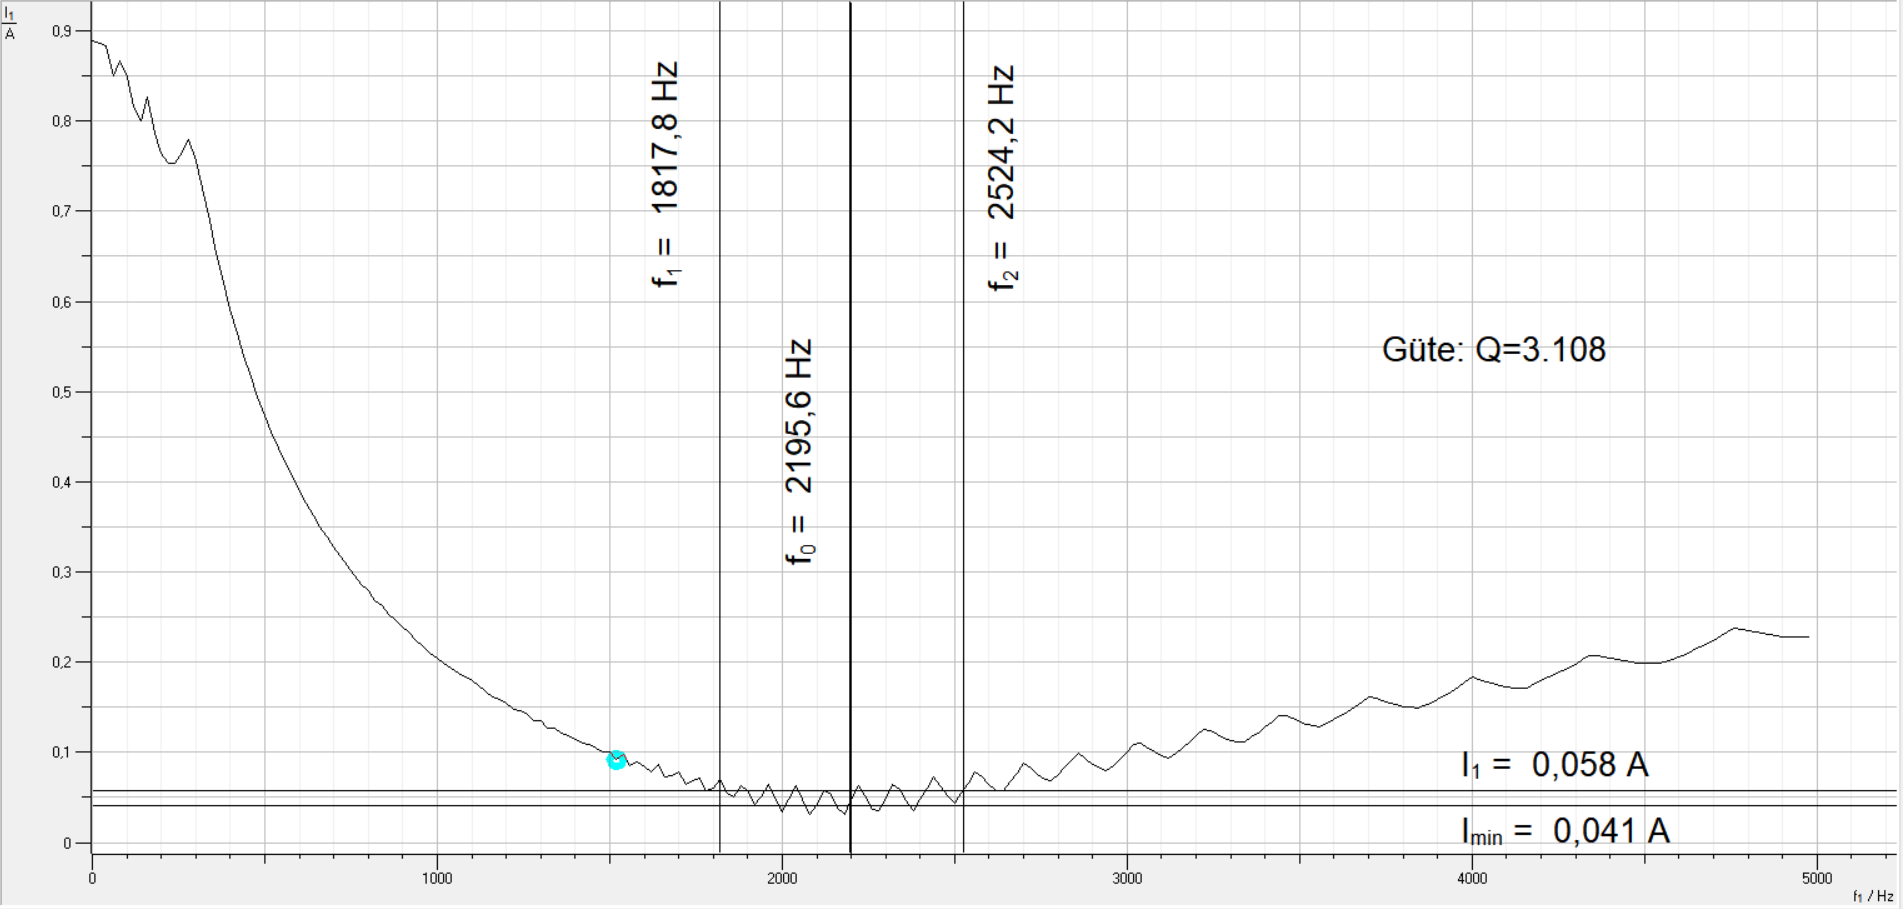 I₁
A
0,9
0,8
0,7
0,6
0,5
0,4
0,3
0,2
0,1
0
f₁ = 1817,8 Hz
f₀ = 2195,6 Hz
f₂ = 2524,2 Hz
Güte: Q=3.108
I₁ = 0,058 A
Iₘᵢₙ = 0,041 A
0
1000
2000
3000
4000
5000
f₁ / Hz